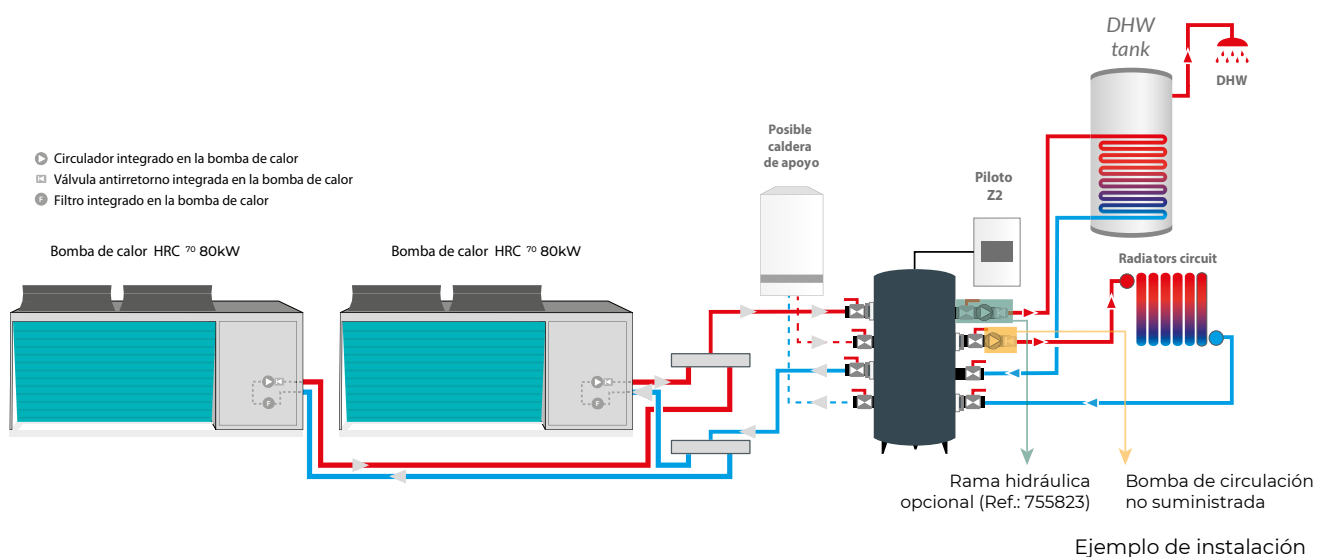 DHW
tank
DHW
Posible
caldera
de apoyo
Circulador integrado en la bomba de calor
Válvula antirretorno integrada en la bomba de calor
F Filtro integrado en la bomba de calor
Piloto
Z2
Bomba de calor HRC 70 80kW
Bomba de calor HRC 70 80kW
Radiators circuit
F
F
Rama hidráulica
opcional (Ref.: 755823)
Bomba de circulación
no suministrada
Ejemplo de instalación